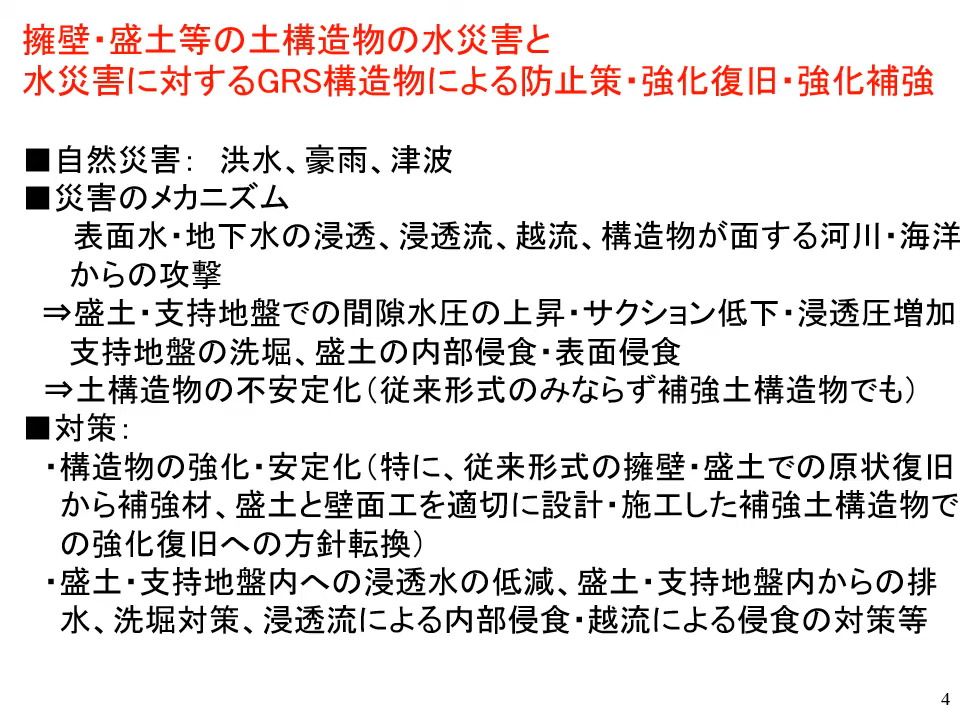 擁壁・盛土等の土構造物の水災害と
水災害に対するGRS構造物による防止策・強化復旧・強化補強
■自然災害： 洪水、豪雨、津波
■災害のメカニズム
表面水・地下水の浸透、浸透流、越流、構造物が面する河川・海洋
からの攻撃
⇒盛土・支持地盤での間隙水圧の上昇・サクション低下・浸透圧増加
支持地盤の洗堀、盛土の内部侵食・表面侵食
⇒土構造物の不安定化（従来形式のみならず補強土構造物でも）
■対策：
・構造物の強化・安定化（特に、従来形式の擁壁・盛土での原状復旧
から補強材、盛土と壁面工を適切に設計・施工した補強土構造物で
の強化復旧への方針転換）
・盛土・支持地盤内への浸透水の低減、盛土・支持地盤内からの排
水、洗堀対策、浸透流による内部侵食・越流による侵食の対策等
4